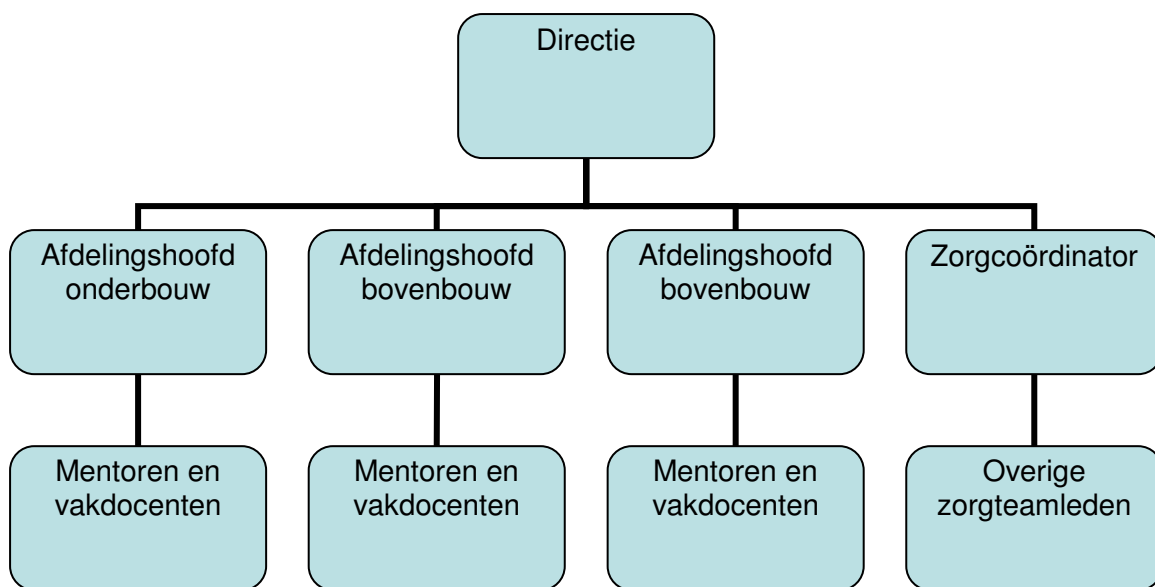 Directie
Afdelingshoofd
onderbouw
Afdelingshoofd
bovenbouw
Afdelingshoofd
bovenbouw
Zorgcoördinator
Mentoren en
vakdocenten
Mentoren en
vakdocenten
Mentoren en
vakdocenten
Overige
zorgteamleden